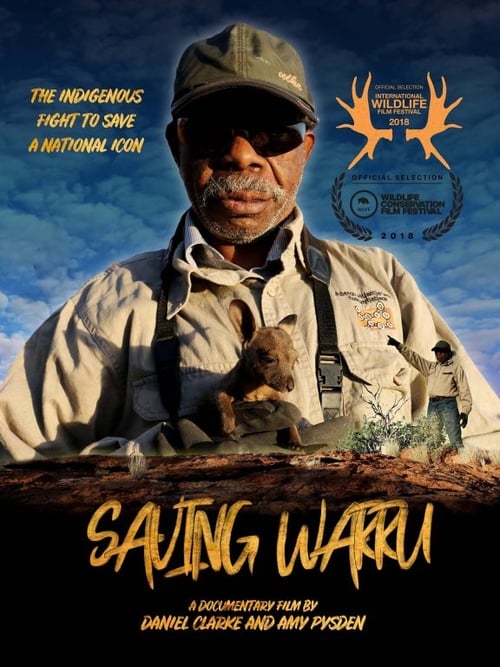 THE INDIGENOUS
FIGHT TO SAVE
A NATIONAL ICON
OFFICIAL SELECTION
INTERNATIONAL
WILDLIFE
FILM FESTIVAL
2018
OFFICIAL SELECTION
WILDLIFE
CONSERVATION
FILM FESTIVAL
2018
SAVING WARRU
A DOCUMENTARY FILM BY
DANIEL CLARKE AND AMY PYSDEN